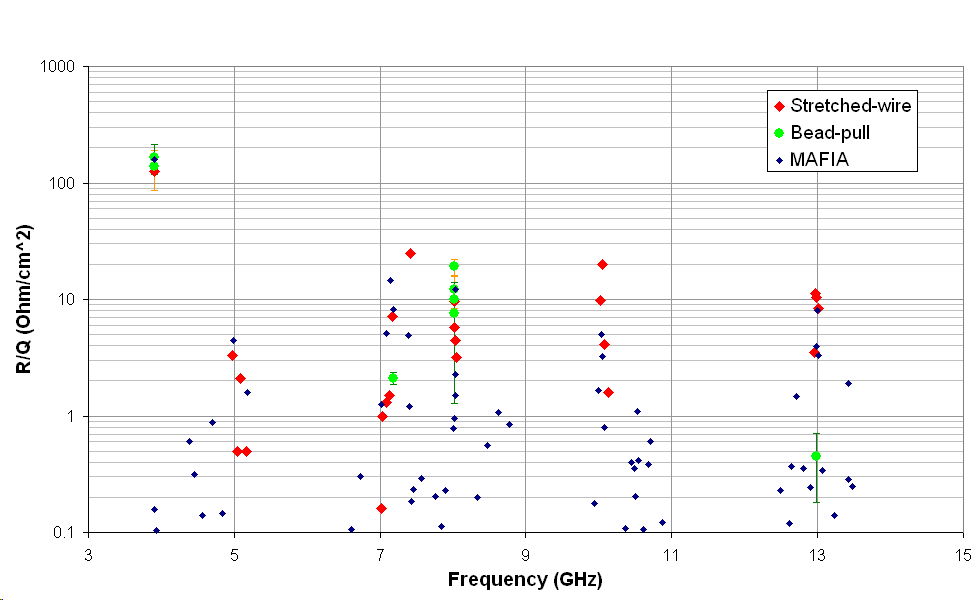 1000
100
10
1
0.1
R/Q (Ohm/cm^2)
Stretched-wire
Bead-pull
MAFIA
3 5 7 9 11 13 15
Frequency (GHz)